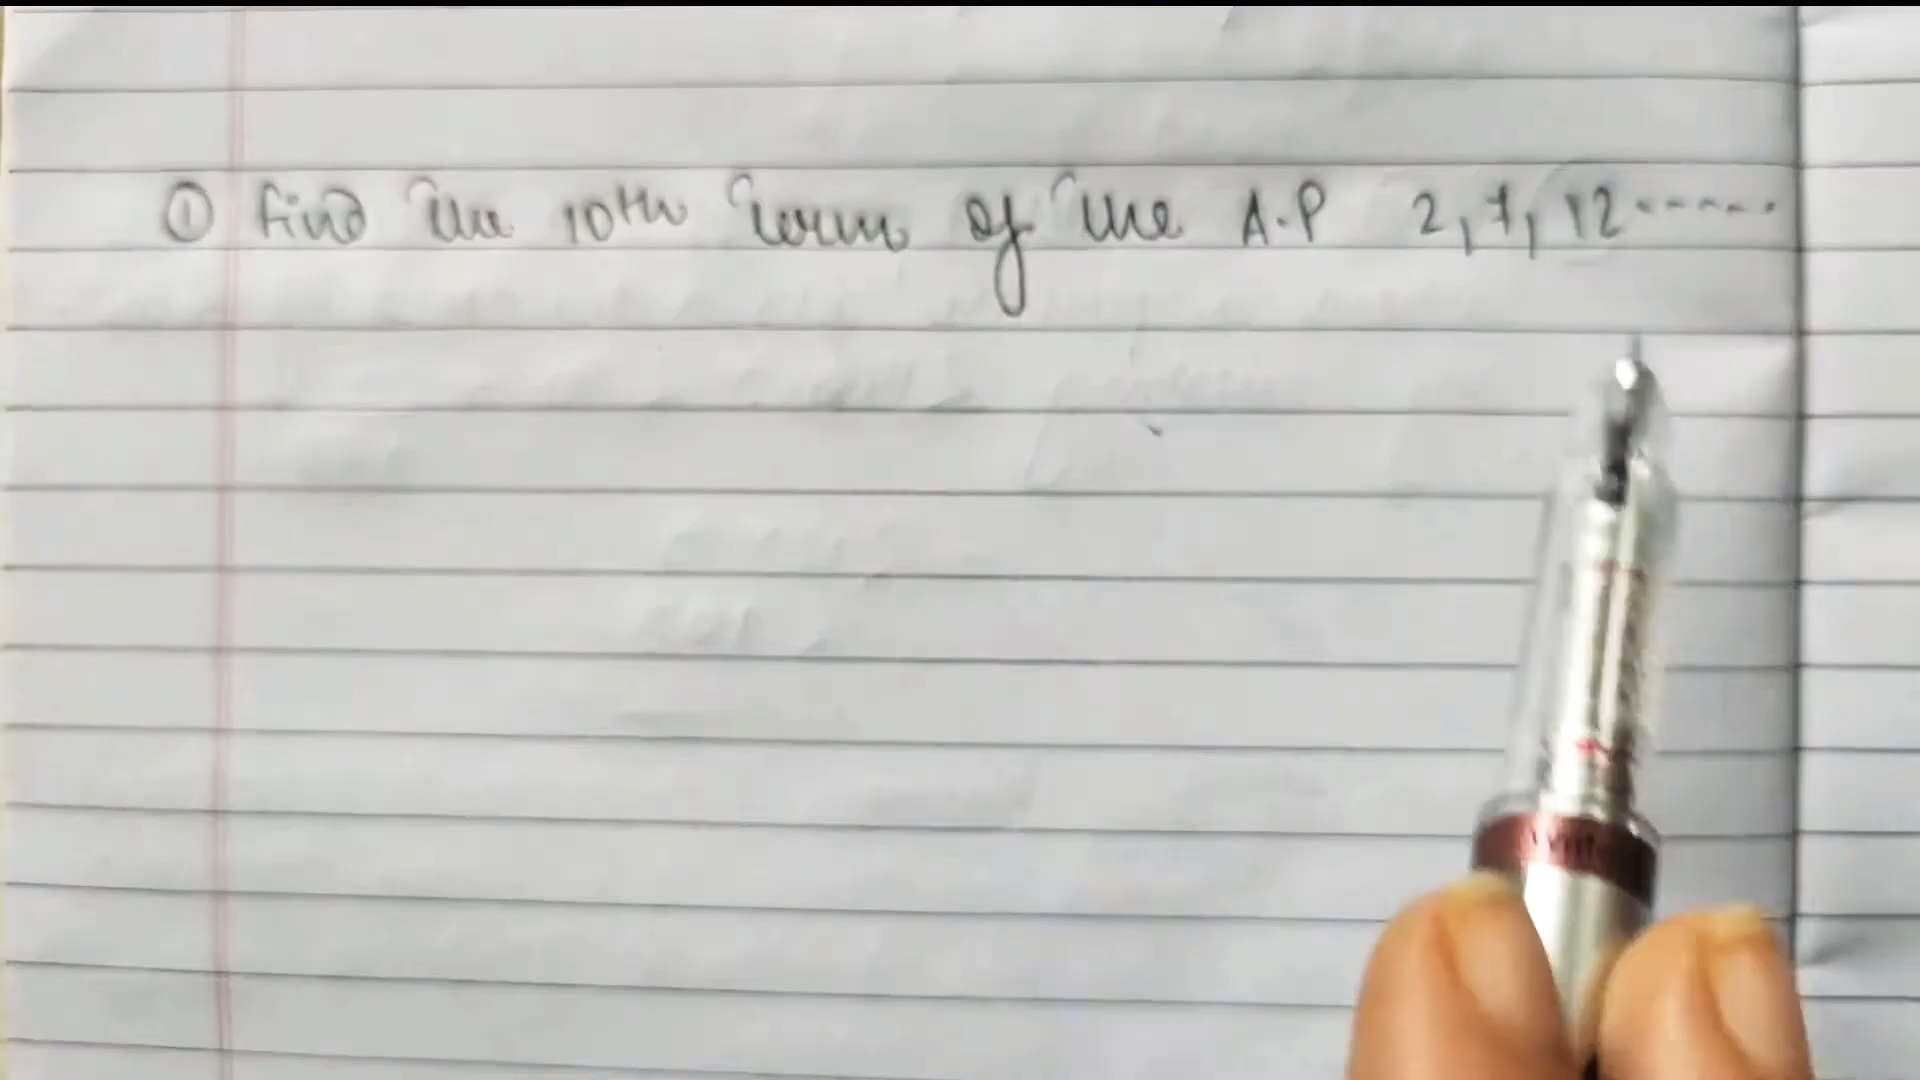 ① find the 10th term of the A.P 2, 7, 12.....